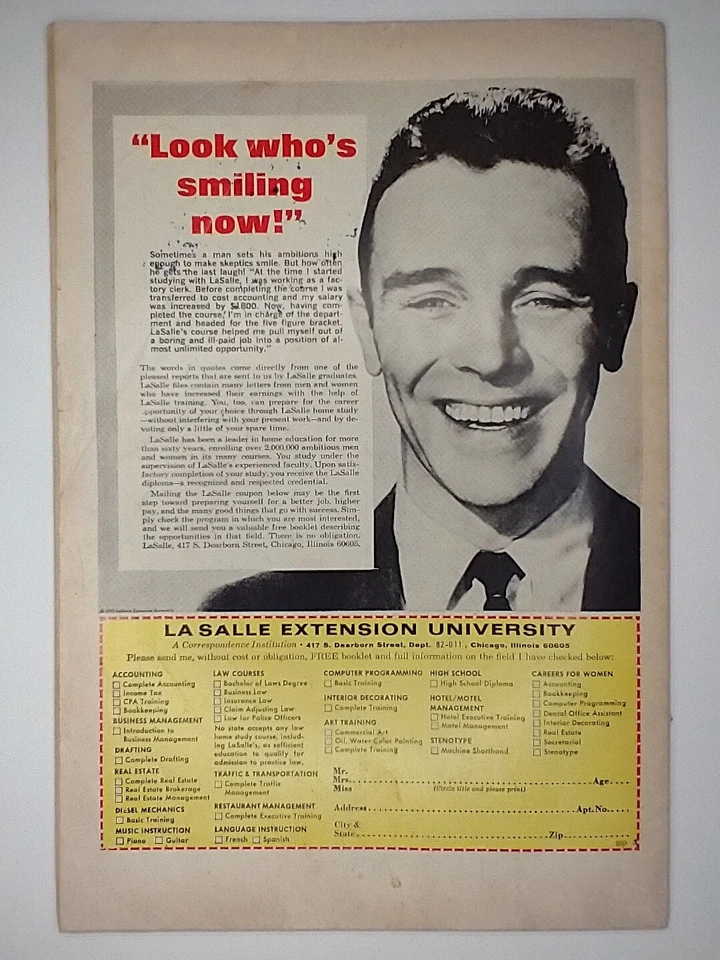 “Look who’s
smiling
now!”
Sometimes a man sets his ambitions high
enough to make skeptics smile. But how often
he gets the last laugh! “At the time I started
studying with LaSalle, I was working as a fac-
tory clerk. Before completing the course I was
transferred to cost accounting and my salary
was increased by $1800. Now, having com-
pleted the course, I’m in charge of the depart-
ment and headed for the five figure bracket.
LaSalle’s course helped me pull myself out of
a boring and ill-paid job into a position of al-
most unlimited opportunity.”
The words in quotes come directly from one of the
pleased reports that are sent to us by LaSalle graduates.
LaSalle files contain many letters from men and women
who have increased their earnings with the help of
LaSalle training. You, too, can prepare for the career
opportunity of your choice through LaSalle home study
—without interfering with your present work—and by de-
voting only a little of your spare time.
LaSalle has been a leader in home education for more
than sixty years, enrolling over 2,000,000 ambitious men
and women in its many courses. You study under the
supervision of LaSalle’s experienced faculty. Upon satis-
factory completion of your study, you receive the LaSalle
diploma—a recognized and respected credential.
Mailing the LaSalle coupon below may be the first
step toward preparing yourself for a better job, higher
pay, and the many good things that go with success. Sim-
ply check the program in which you are most interested,
and we will send you a valuable free booklet describing
the opportunities in that field. There is no obligation.
LaSalle, 417 S. Dearborn Street, Chicago, Illinois 60605.
LA SALLE EXTENSION UNIVERSITY
A Correspondence Institution • 417 S. Dearborn Street, Dept. 82-011, Chicago, Illinois 60605
Please send me, without cost or obligation, FREE booklet and full information on the field I have checked below:
ACCOUNTING
Complete Accounting
Income Tax
CPA Training
Bookkeeping
BUSINESS MANAGEMENT
Introduction to
Business Management
DRAFTING
Complete Drafting
REAL ESTATE
Complete Real Estate
Real Estate Brokerage
Real Estate Management
DIESEL MECHANICS
Basic Training
MUSIC INSTRUCTION
Piano Guitar
LAW COURSES
Bachelor of Laws Degree
Business Law
Insurance Law
Claim Adjusting Law
Law for Police Officers
No state accepts any law
home study course, includ-
ing LaSalle’s, as sufficient
education to qualify for
admission to practice law.
TRAFFIC & TRANSPORTATION
Complete Traffic
Management
RESTAURANT MANAGEMENT
Complete Executive Training
LANGUAGE INSTRUCTION
French Spanish
COMPUTER PROGRAMMING
Basic Training
INTERIOR DECORATING
Complete Training
ART TRAINING
Commercial Art
Oil, Water Color Painting
Complete Training
HIGH SCHOOL
High School Diploma
HOTEL/MOTEL
MANAGEMENT
Hotel Executive Training
Motel Management
STENOTYPE
Machine Shorthand
CAREERS FOR WOMEN
Accounting
Bookkeeping
Computer Programming
Dental Office Assistant
Interior Decorating
Real Estate
Secretarial
Stenotype
Mr.
Mrs. Age
Miss (Circle title and please print)
Address Apt. No.
City &
State Zip